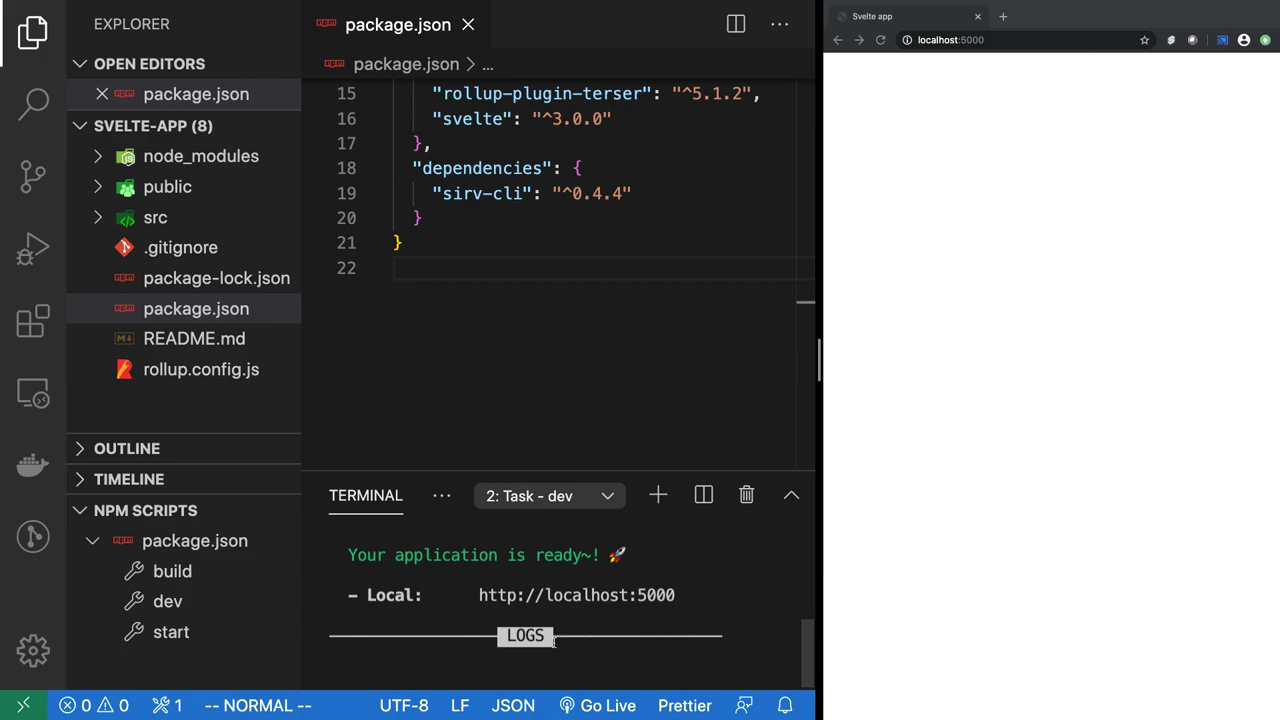 EXPLORER
OPEN EDITORS
package.json
SVELTE-APP (8)
node_modules
public
src
.gitignore
package-lock.json
package.json
README.md
rollup.config.js
OUTLINE
TIMELINE
NPM SCRIPTS
package.json
build
dev
start
package.json
package.json > ...
15 "rollup-plugin-terser": "^5.1.2",
16 "svelte": "^3.0.0"
17 },
18 "dependencies": {
19 "sirv-cli": "^0.4.4"
20 }
21 }
22
TERMINAL ... 2: Task - dev
Your application is ready~! 🚀
- Local: http://localhost:5000
LOGS
0 0 1 -- NORMAL -- UTF-8 LF JSON Go Live Prettier
Svelte app
localhost:5000